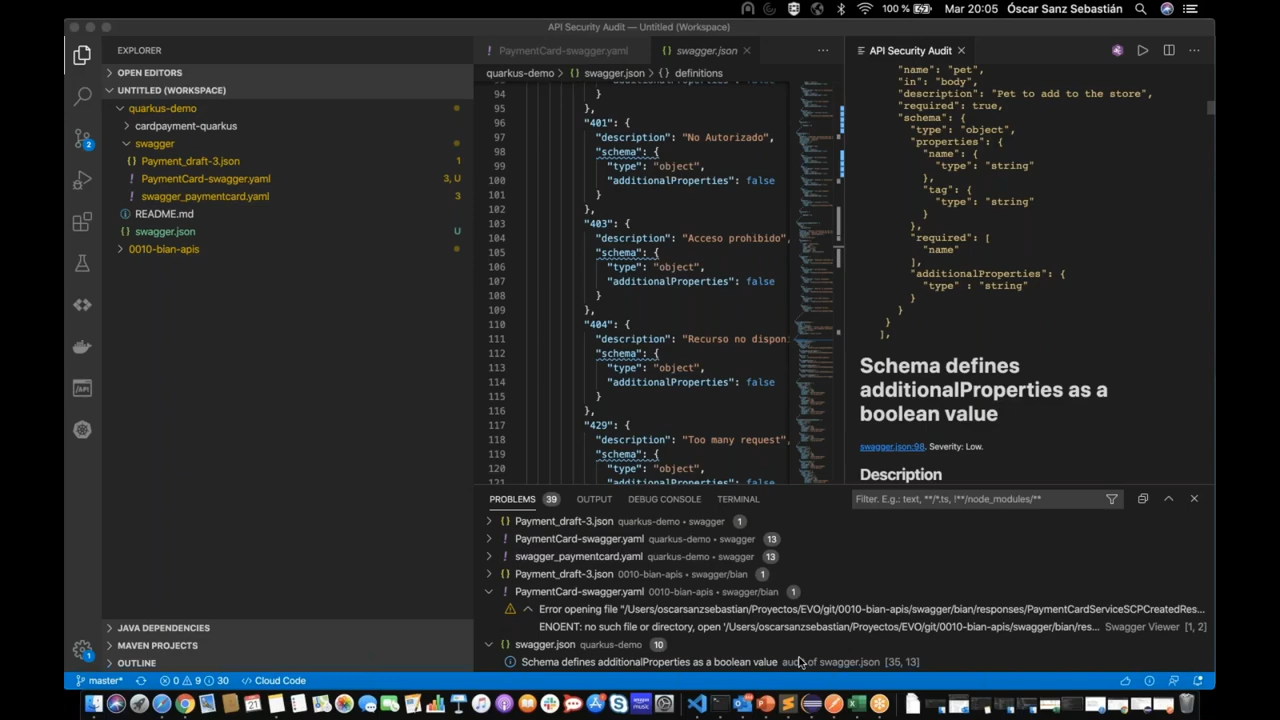 100 % Mar 20:05 Óscar Sanz Sebastián
API Security Audit — Untitled (Workspace)
EXPLORER
OPEN EDITORS
UNTITLED (WORKSPACE)
quarkus-demo
cardpayment-quarkus
swagger
{} Payment_draft-3.json 1
! PaymentCard-swagger.yaml 3, U
! swagger_paymentcard.yaml 3
README.md
{} swagger.json U
0010-bian-apis
JAVA DEPENDENCIES
MAVEN PROJECTS
OUTLINE
2
API
1
! PaymentCard-swagger.yaml {} swagger.json ···
quarkus-demo > {} swagger.json > {} definitions
94 }
95 },
96 "401": {
97 "description": "No Autorizado",
98 "schema": {
99 "type": "object",
100 "additionalProperties": false
101 }
102 },
103 "403": {
104 "description": "Acceso prohibido",
105 "schema": {
106 "type": "object",
107 "additionalProperties": false
108 }
109 },
110 "404": {
111 "description": "Recurso no disponi
112 "schema": {
113 "type": "object",
114 "additionalProperties": false
115 }
116 },
117 "429": {
118 "description": "Too many request",
119 "schema": {
120 "type": "object",
121 "additionalProperties": false
API Security Audit ···
"name": "pet",
"in": "body",
"description": "Pet to add to the store",
"required": true,
"schema": {
"type": "object",
"properties": {
"name": {
"type": "string"
},
"tag": {
"type": "string"
}
},
"required": [
"name"
],
"additionalProperties": {
"type" : "string"
}
}
}
],
Schema defines
additionalProperties as a
boolean value
swagger.json:98. Severity: Low.
Description
PROBLEMS 39 OUTPUT DEBUG CONSOLE TERMINAL Filter. E.g.: text, **/*.ts, !**/node_modules/**
{} Payment_draft-3.json quarkus-demo • swagger 1
! PaymentCard-swagger.yaml quarkus-demo • swagger 13
! swagger_paymentcard.yaml quarkus-demo • swagger 13
{} Payment_draft-3.json 0010-bian-apis • swagger/bian 1
! PaymentCard-swagger.yaml 0010-bian-apis • swagger/bian 1
Error opening file "/Users/oscarsanzsebastian/Proyectos/EVO/git/0010-bian-apis/swagger/bian/responses/PaymentCardServiceSCPCreatedRes...
ENOENT: no such file or directory, open '/Users/oscarsanzsebastian/Proyectos/EVO/git/0010-bian-apis/swagger/bian/res... Swagger Viewer [1, 2]
{} swagger.json quarkus-demo 10
Schema defines additionalProperties as a boolean value audit of swagger.json [35, 13]
master* 0 9 30 Cloud Code